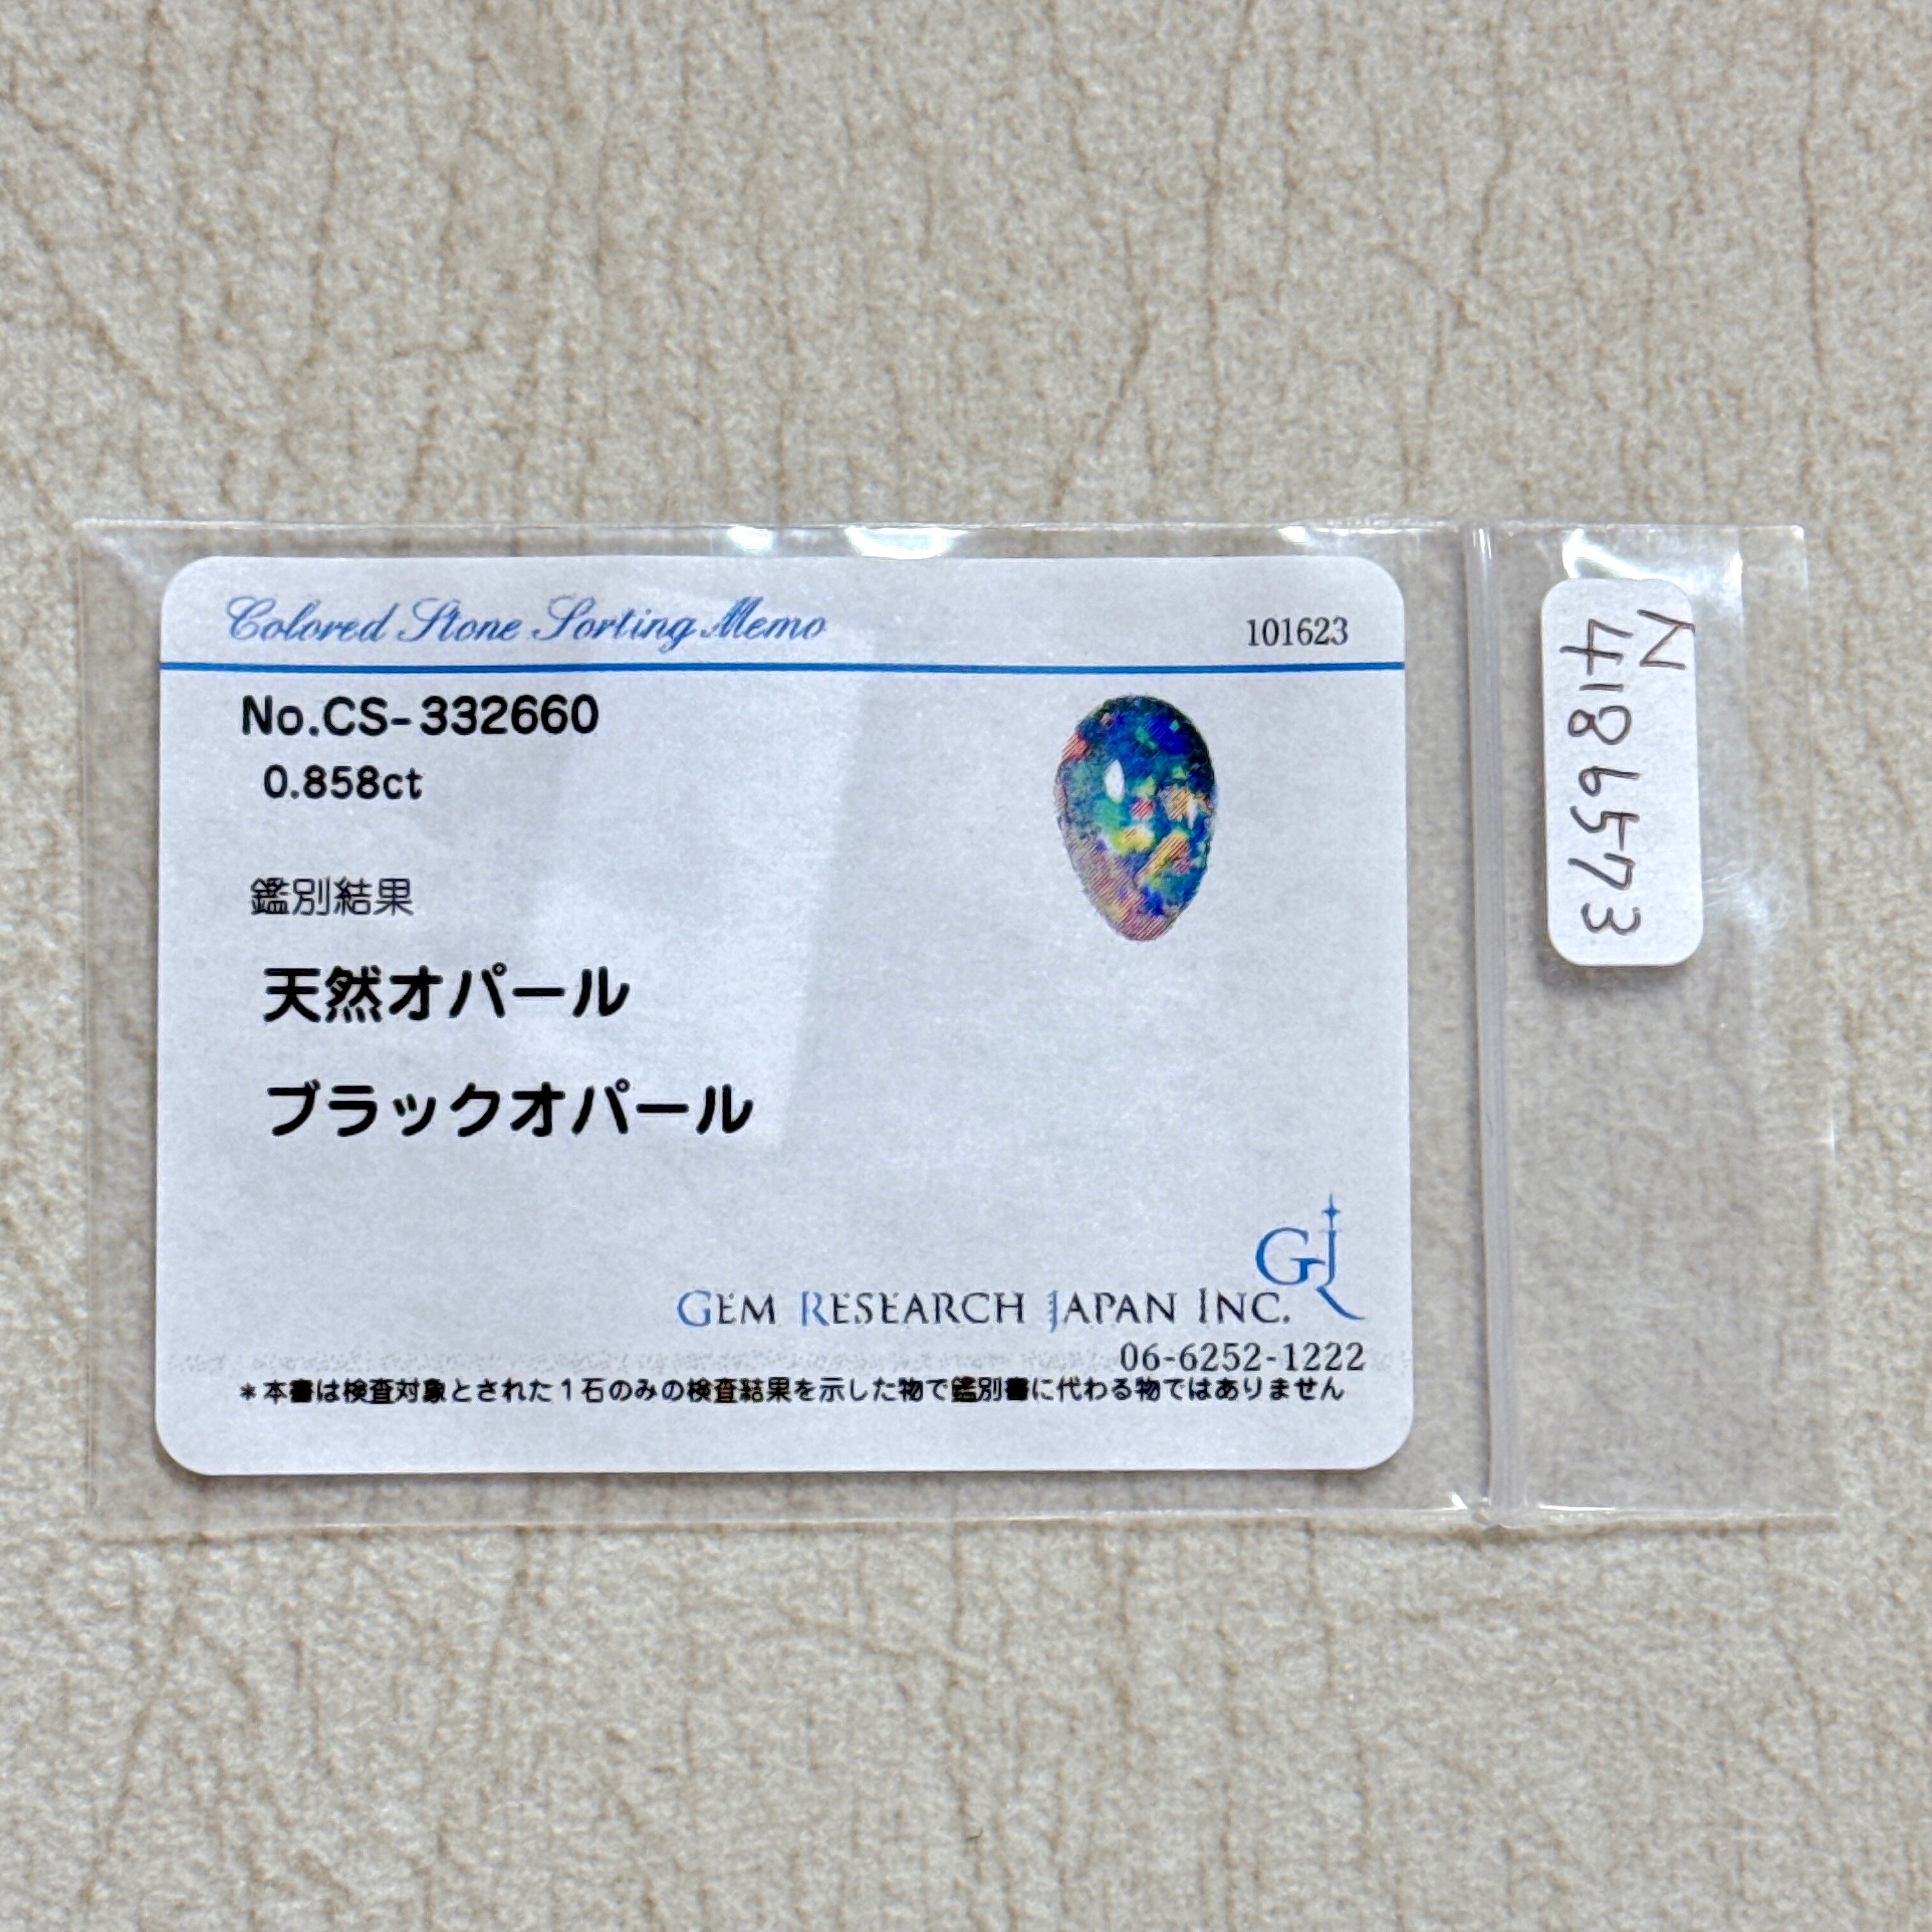 Colored Stone Sorting Memo
101623
No.CS-332660
0.858ct
鑑別結果
天然オパール
ブラックオパール
GJ
GEM RESEARCH JAPAN INC.
06-6252-1222
*本書は検査対象とされた1石のみの検査結果を示した物で鑑別書に代わる物ではありません
N
4186573